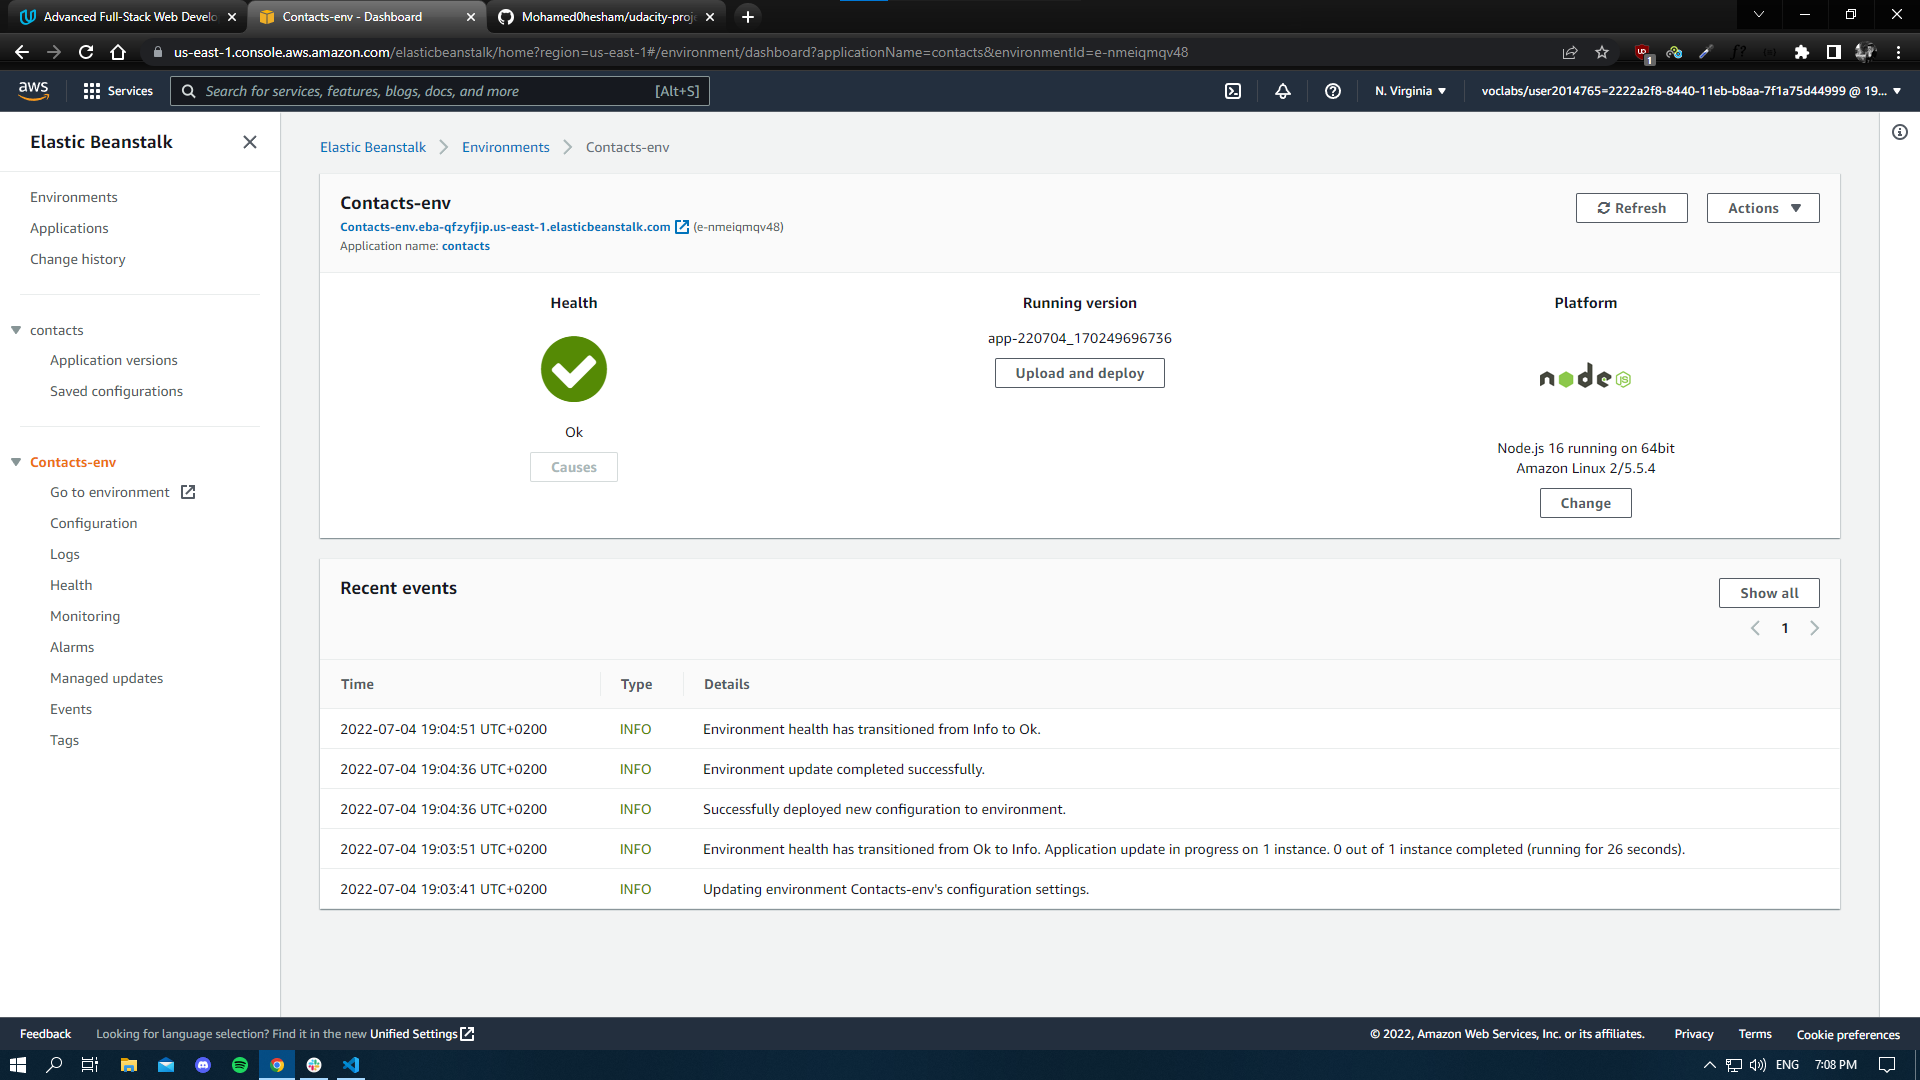 Advanced Full-Stack Web Develo
Contacts-env - Dashboard
Mohamed0hesham/udacity-proje
us-east-1.console.aws.amazon.com/elasticbeanstalk/home?region=us-east-1#/environment/dashboard?applicationName=contacts&environmentId=e-nmeiqmqv48
1
aws
Services
Search for services, features, blogs, docs, and more
[Alt+S]
N. Virginia
voclabs/user2014765=2222a2f8-8440-11eb-b8aa-7f1a75d44999 @ 19...
Elastic Beanstalk
Environments
Applications
Change history
contacts
Application versions
Saved configurations
Contacts-env
Go to environment
Configuration
Logs
Health
Monitoring
Alarms
Managed updates
Events
Tags
Elastic Beanstalk
Environments
Contacts-env
Contacts-env
Contacts-env.eba-qfzyfjip.us-east-1.elasticbeanstalk.com (e-nmeiqmqv48)
Application name: contacts
Refresh
Actions
Health
Ok
Causes
Running version
app-220704_170249696736
Upload and deploy
Platform
node
JS
Node.js 16 running on 64bit
Amazon Linux 2/5.5.4
Change
Recent events
Show all
1
Time Type Details
2022-07-04 19:04:51 UTC+0200 INFO Environment health has transitioned from Info to Ok.
2022-07-04 19:04:36 UTC+0200 INFO Environment update completed successfully.
2022-07-04 19:04:36 UTC+0200 INFO Successfully deployed new configuration to environment.
2022-07-04 19:03:51 UTC+0200 INFO Environment health has transitioned from Ok to Info. Application update in progress on 1 instance. 0 out of 1 instance completed (running for 26 seconds).
2022-07-04 19:03:41 UTC+0200 INFO Updating environment Contacts-env's configuration settings.
Feedback
Looking for language selection? Find it in the new Unified Settings
© 2022, Amazon Web Services, Inc. or its affiliates.
Privacy
Terms
Cookie preferences
ENG
7:08 PM